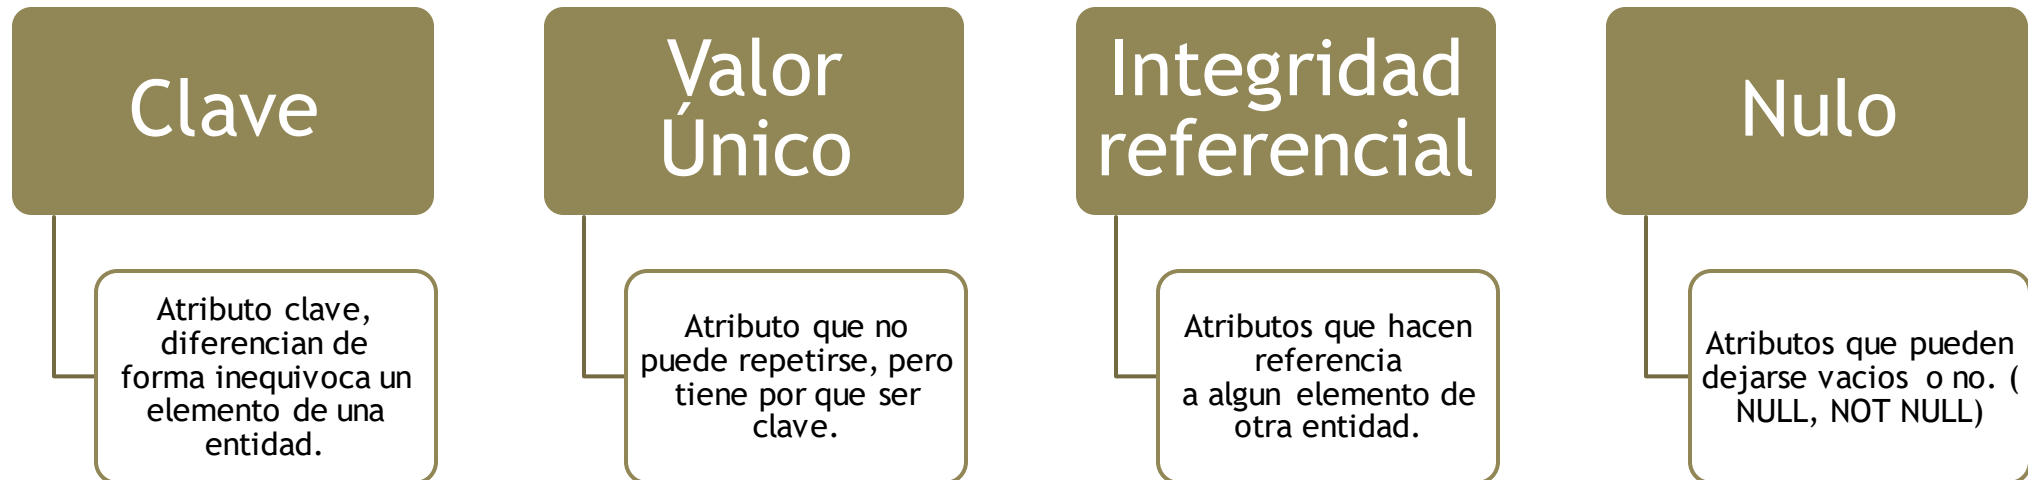 Clave
Atributo clave,
diferencian de
forma inequivoca un
elemento de una
entidad.
Valor
Único
Atributo que no
puede repetirse, pero
tiene por que ser
clave.
Integridad
referencial
Atributos que hacen
referencia
a algun elemento de
otra entidad.
Nulo
Atributos que pueden
dejarse vacios o no. (
NULL, NOT NULL)